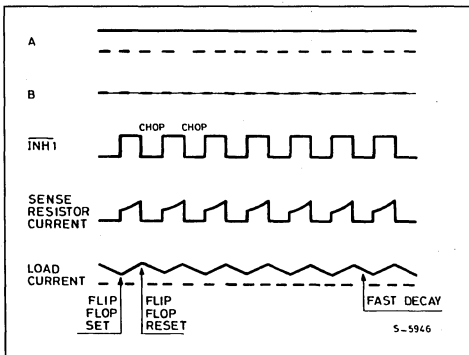 A
B
CHOP CHOP
INH1
SENSE
RESISTOR
CURRENT
LOAD
CURRENT
FLIP
FLOP
SET
FLIP
FLOP
RESET
FAST DECAY
S-5946